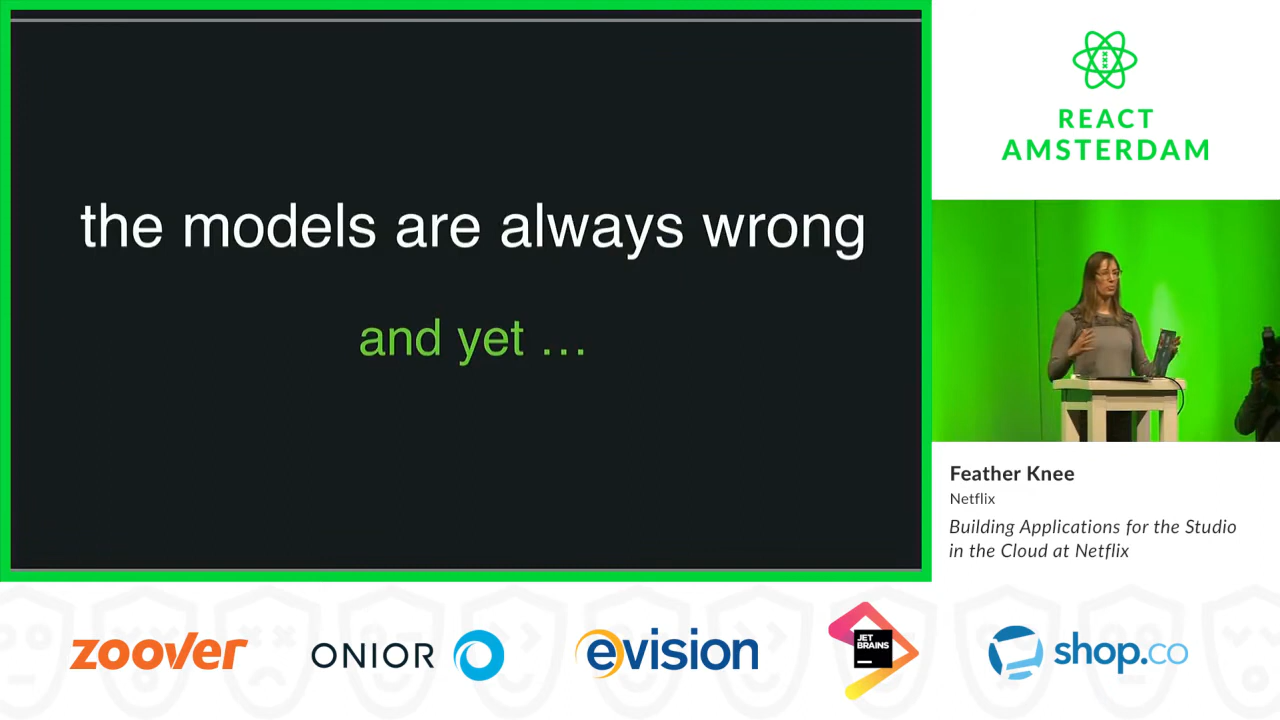 the models are always wrong
and yet ...
REACT
AMSTERDAM
Feather Knee
Netflix
Building Applications for the Studio
in the Cloud at Netflix
zoover
ONIOR
evision
JET
BRAINS
shop.co